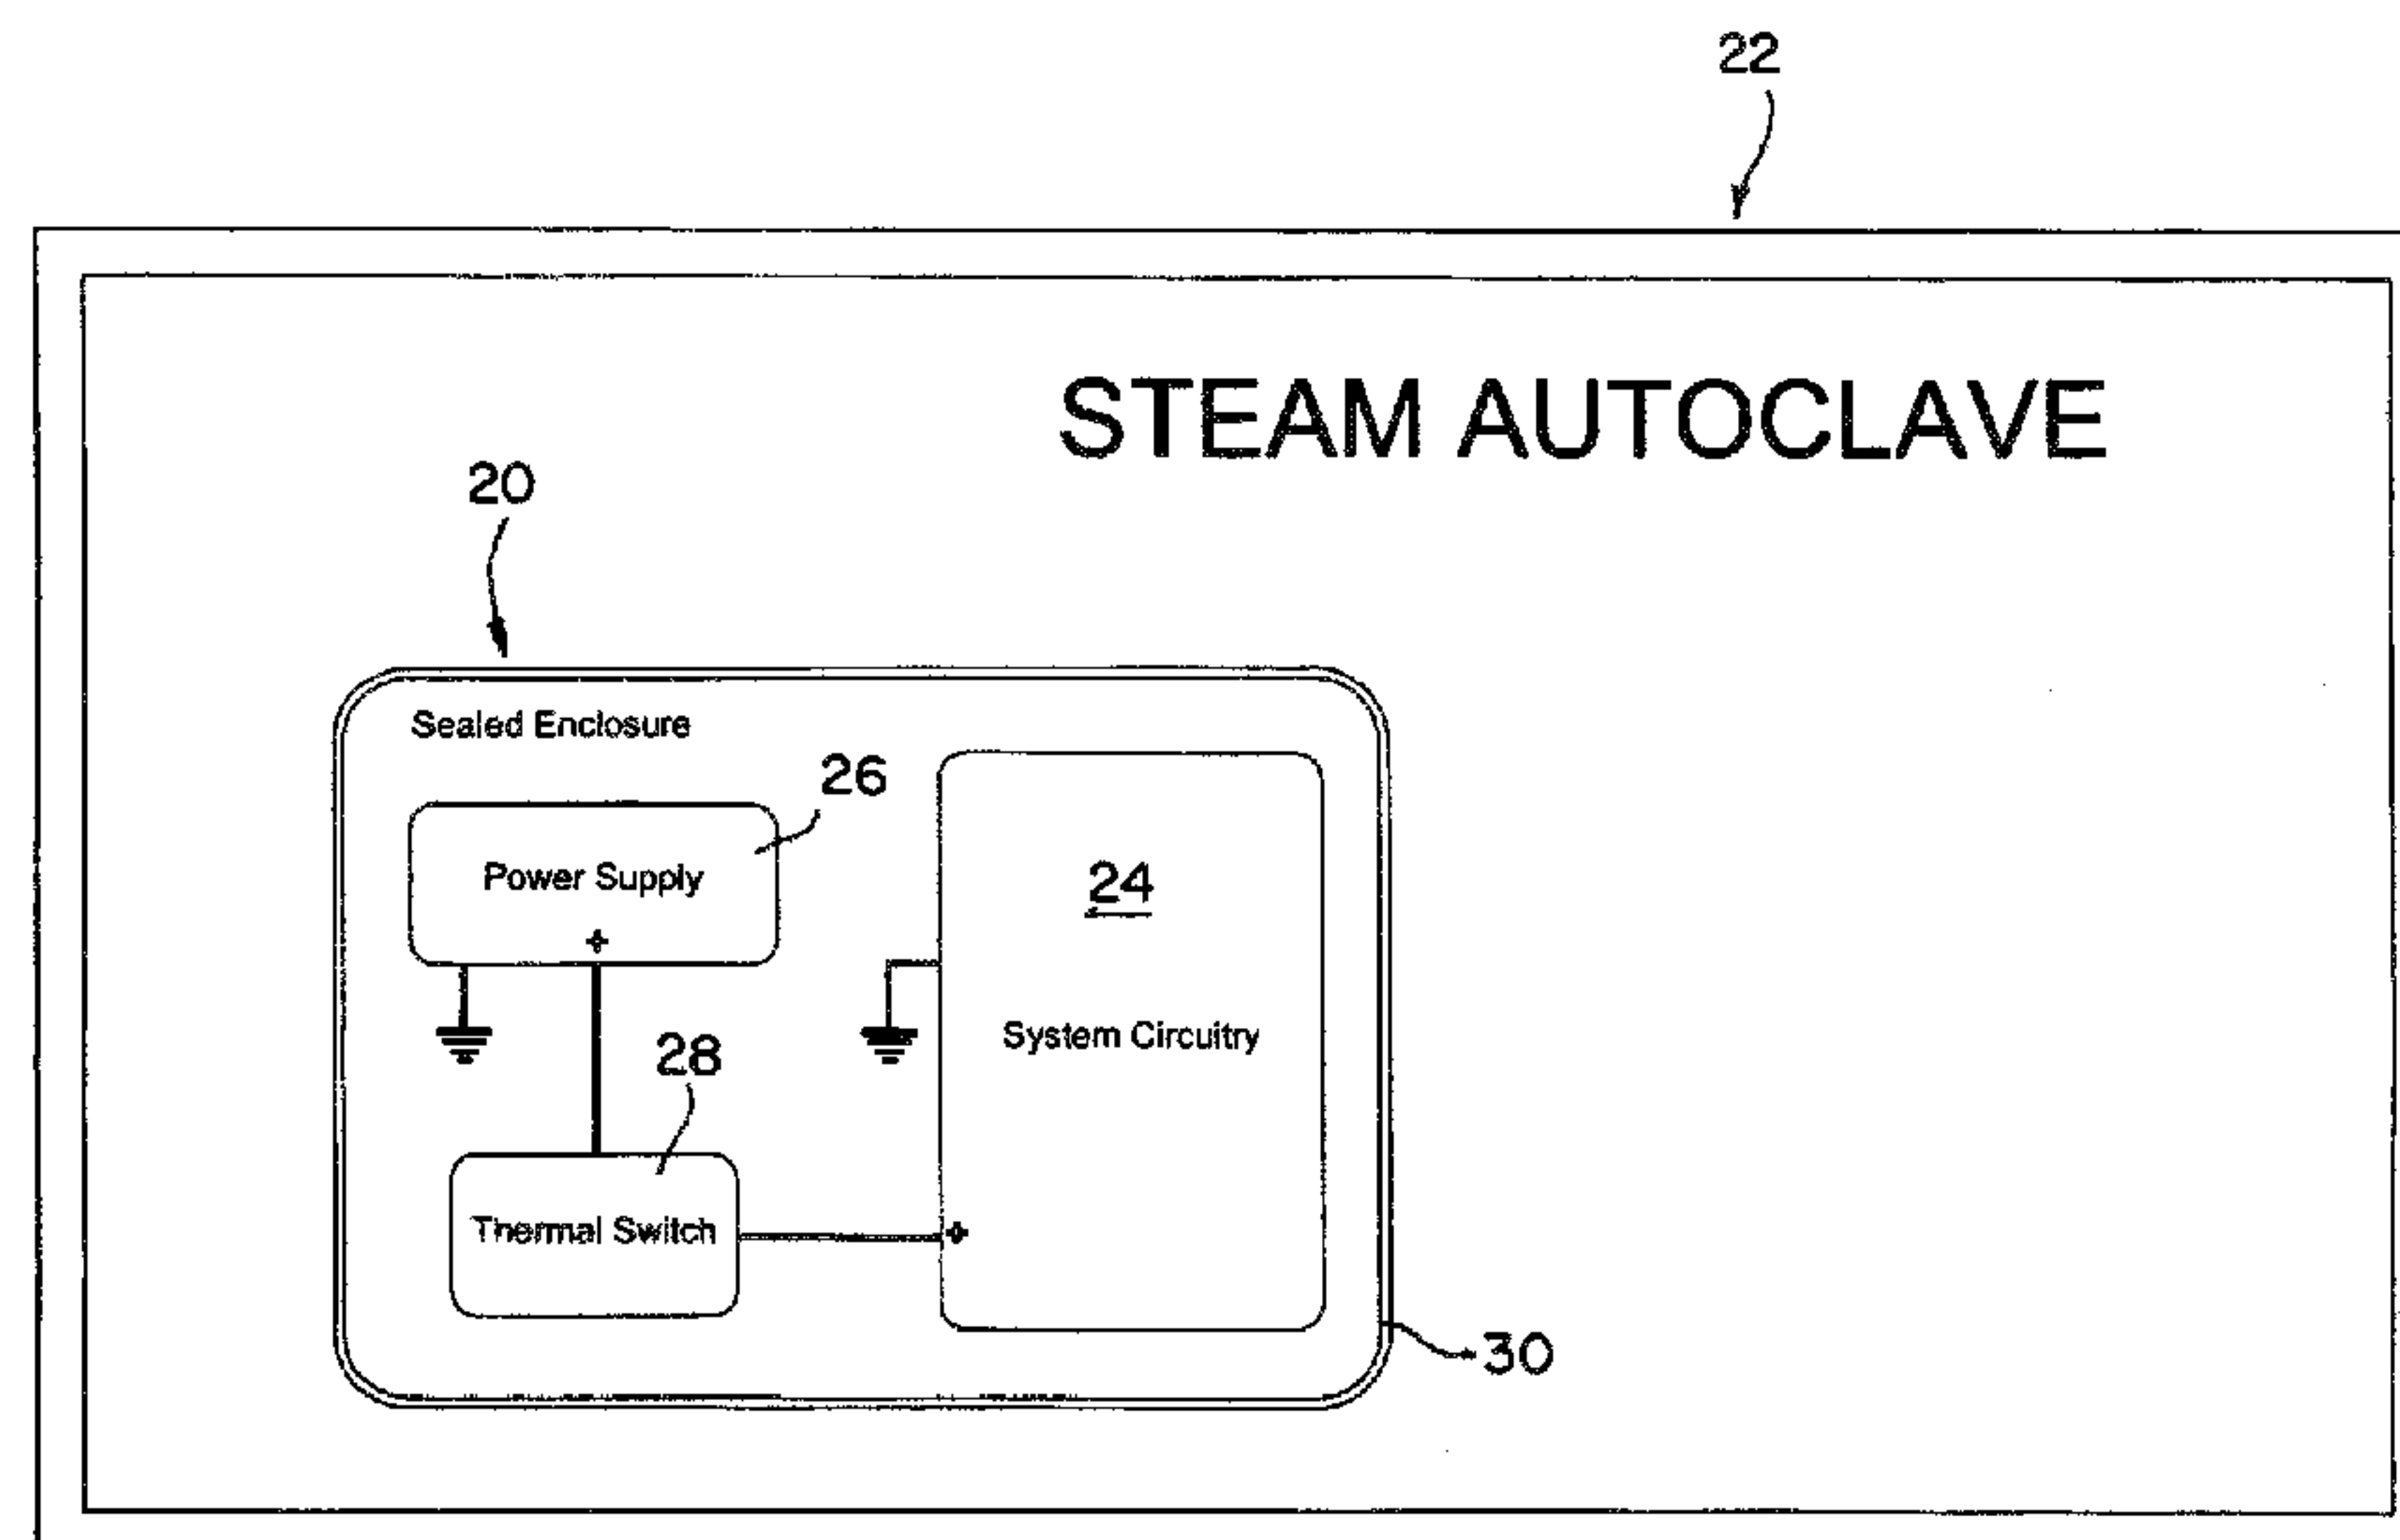 22
STEAM AUTOCLAVE
20
Sealed Enclosure
26
Power Supply
+
24
28
System Circuitry
Thermal Switch
+
30